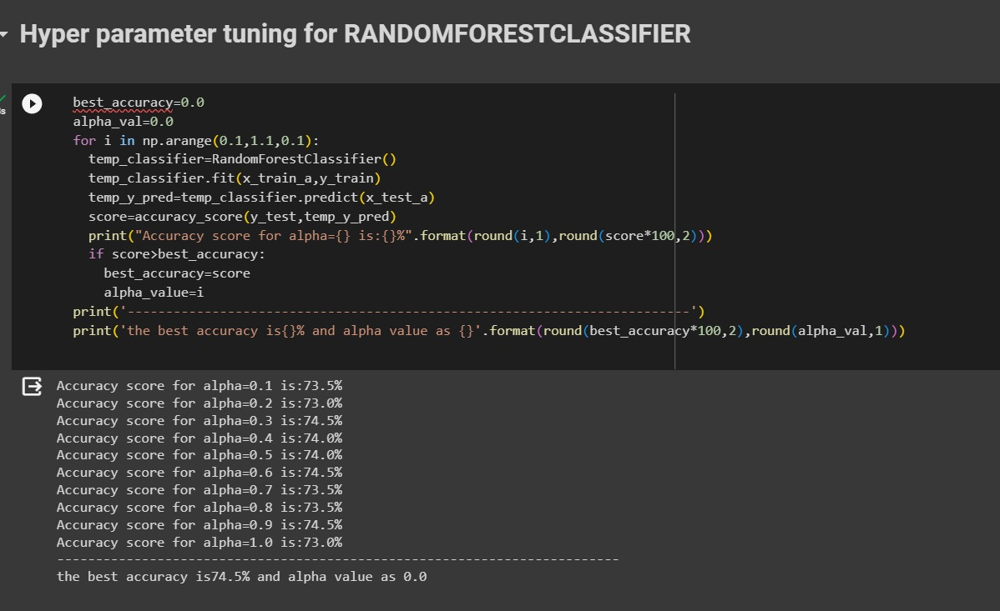 Hyper parameter tuning for RANDOMFORESTCLASSIFIER
best_accuracy=0.0
alpha_val=0.0
for i in np.arange(0.1,1.1,0.1):
  temp_classifier=RandomForestClassifier()
  temp_classifier.fit(x_train_a,y_train)
  temp_y_pred=temp_classifier.predict(x_test_a)
  score=accuracy_score(y_test,temp_y_pred)
  print("Accuracy score for alpha={} is:{}%".format(round(i,1),round(score*100,2)))
  if score>best_accuracy:
    best_accuracy=score
    alpha_value=i
print('-------------------------------------------------------------------------')
print('the best accuracy is{}% and alpha value as {}'.format(round(best_accuracy*100,2),round(alpha_val,1)))
Accuracy score for alpha=0.1 is:73.5%
Accuracy score for alpha=0.2 is:73.0%
Accuracy score for alpha=0.3 is:74.5%
Accuracy score for alpha=0.4 is:74.0%
Accuracy score for alpha=0.5 is:74.0%
Accuracy score for alpha=0.6 is:74.5%
Accuracy score for alpha=0.7 is:73.5%
Accuracy score for alpha=0.8 is:73.5%
Accuracy score for alpha=0.9 is:74.5%
Accuracy score for alpha=1.0 is:73.0%
-------------------------------------------------------------------------
the best accuracy is74.5% and alpha value as 0.0